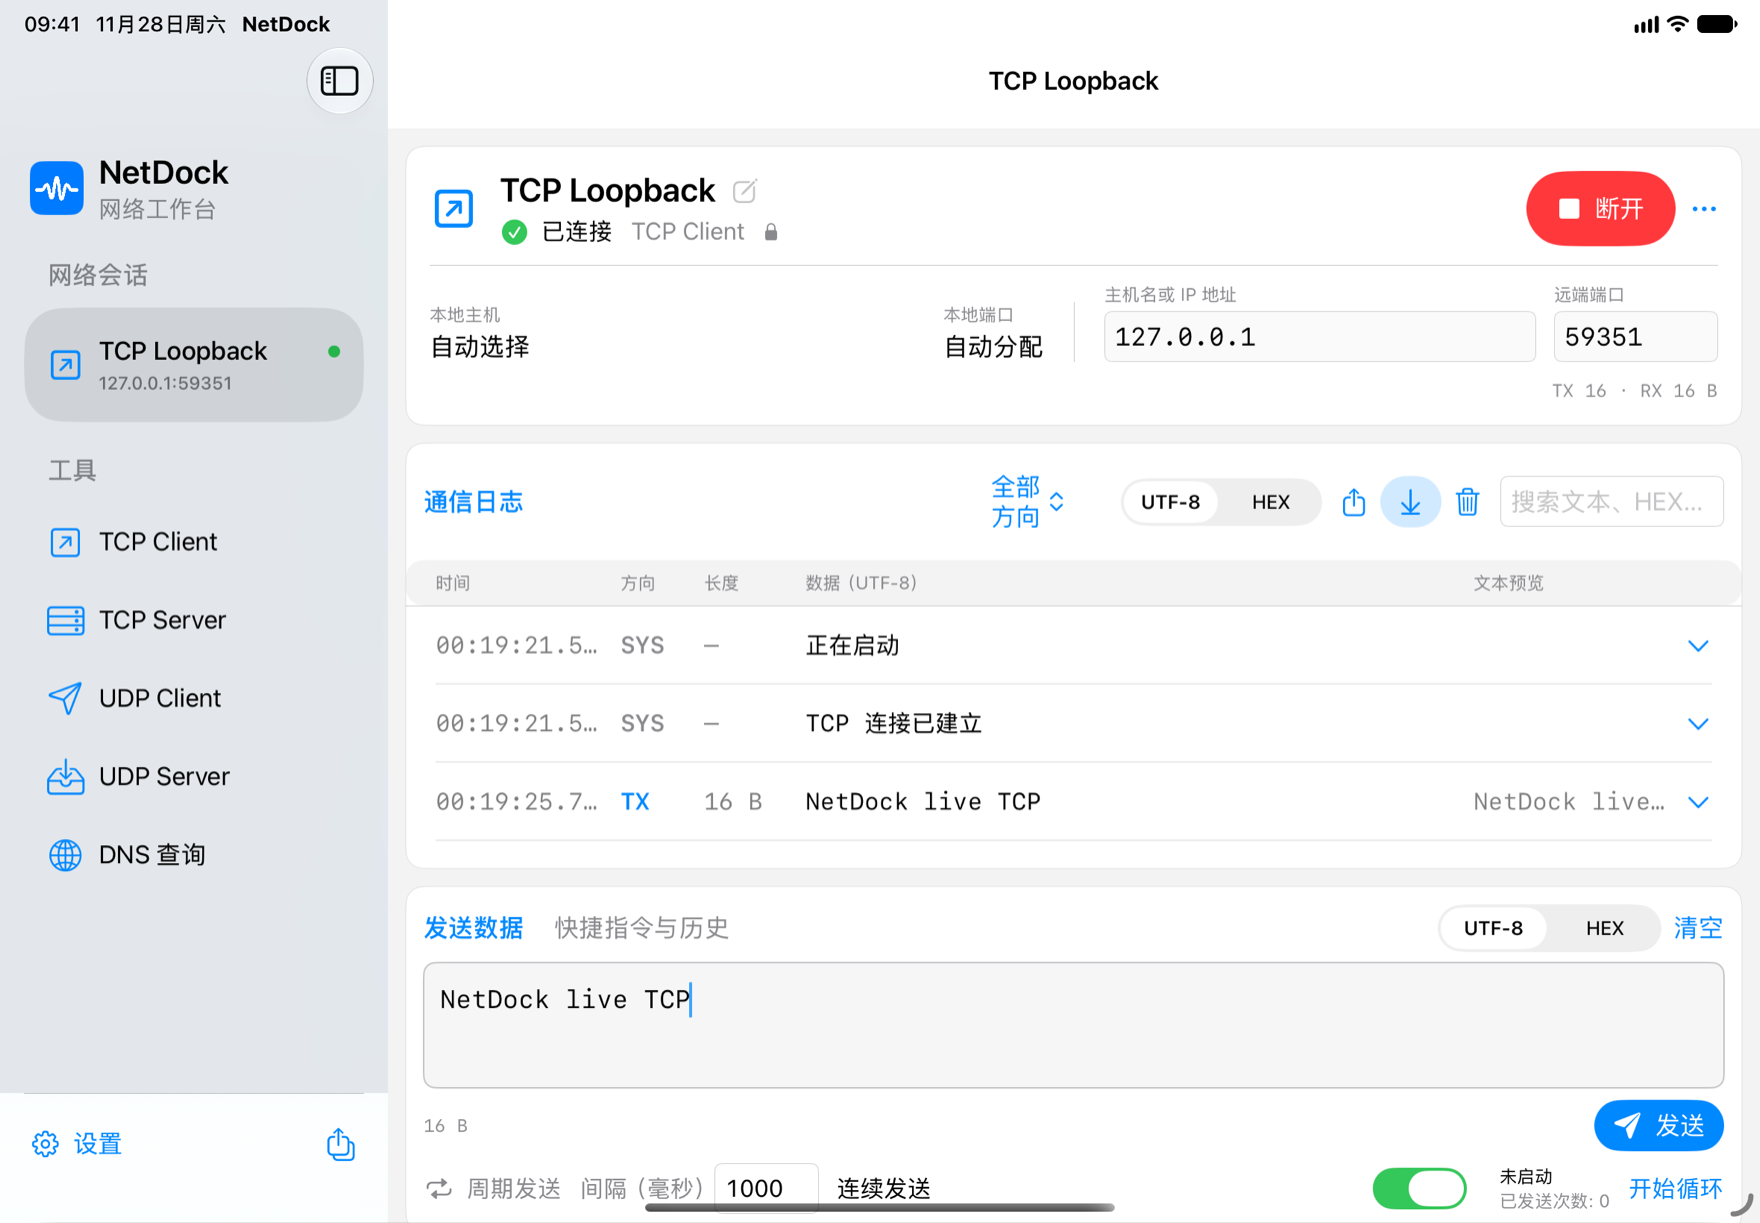 09:41 11月28日周六 NetDock
TCP Loopback
NetDock
网络工作台
网络会话
TCP Loopback
127.0.0.1:59351
工具
TCP Client
TCP Server
UDP Client
UDP Server
DNS 查询
设置
TCP Loopback
已连接 TCP Client
断开
本地主机
自动选择
本地端口
自动分配
主机名或 IP 地址
127.0.0.1
远端端口
59351
TX 16 · RX 16 B
通信日志
全部
方向
UTF-8 HEX
搜索文本、HEX...
时间 方向 长度 数据 (UTF-8) 文本预览
00:19:21.5... SYS — 正在启动
00:19:21.5... SYS — TCP 连接已建立
00:19:25.7... TX 16 B NetDock live TCP NetDock live...
发送数据 快捷指令与历史 UTF-8 HEX 清空
NetDock live TCP
16 B
发送
周期发送 间隔 (毫秒) 1000 连续发送
未启动
已发送次数: 0
开始循环